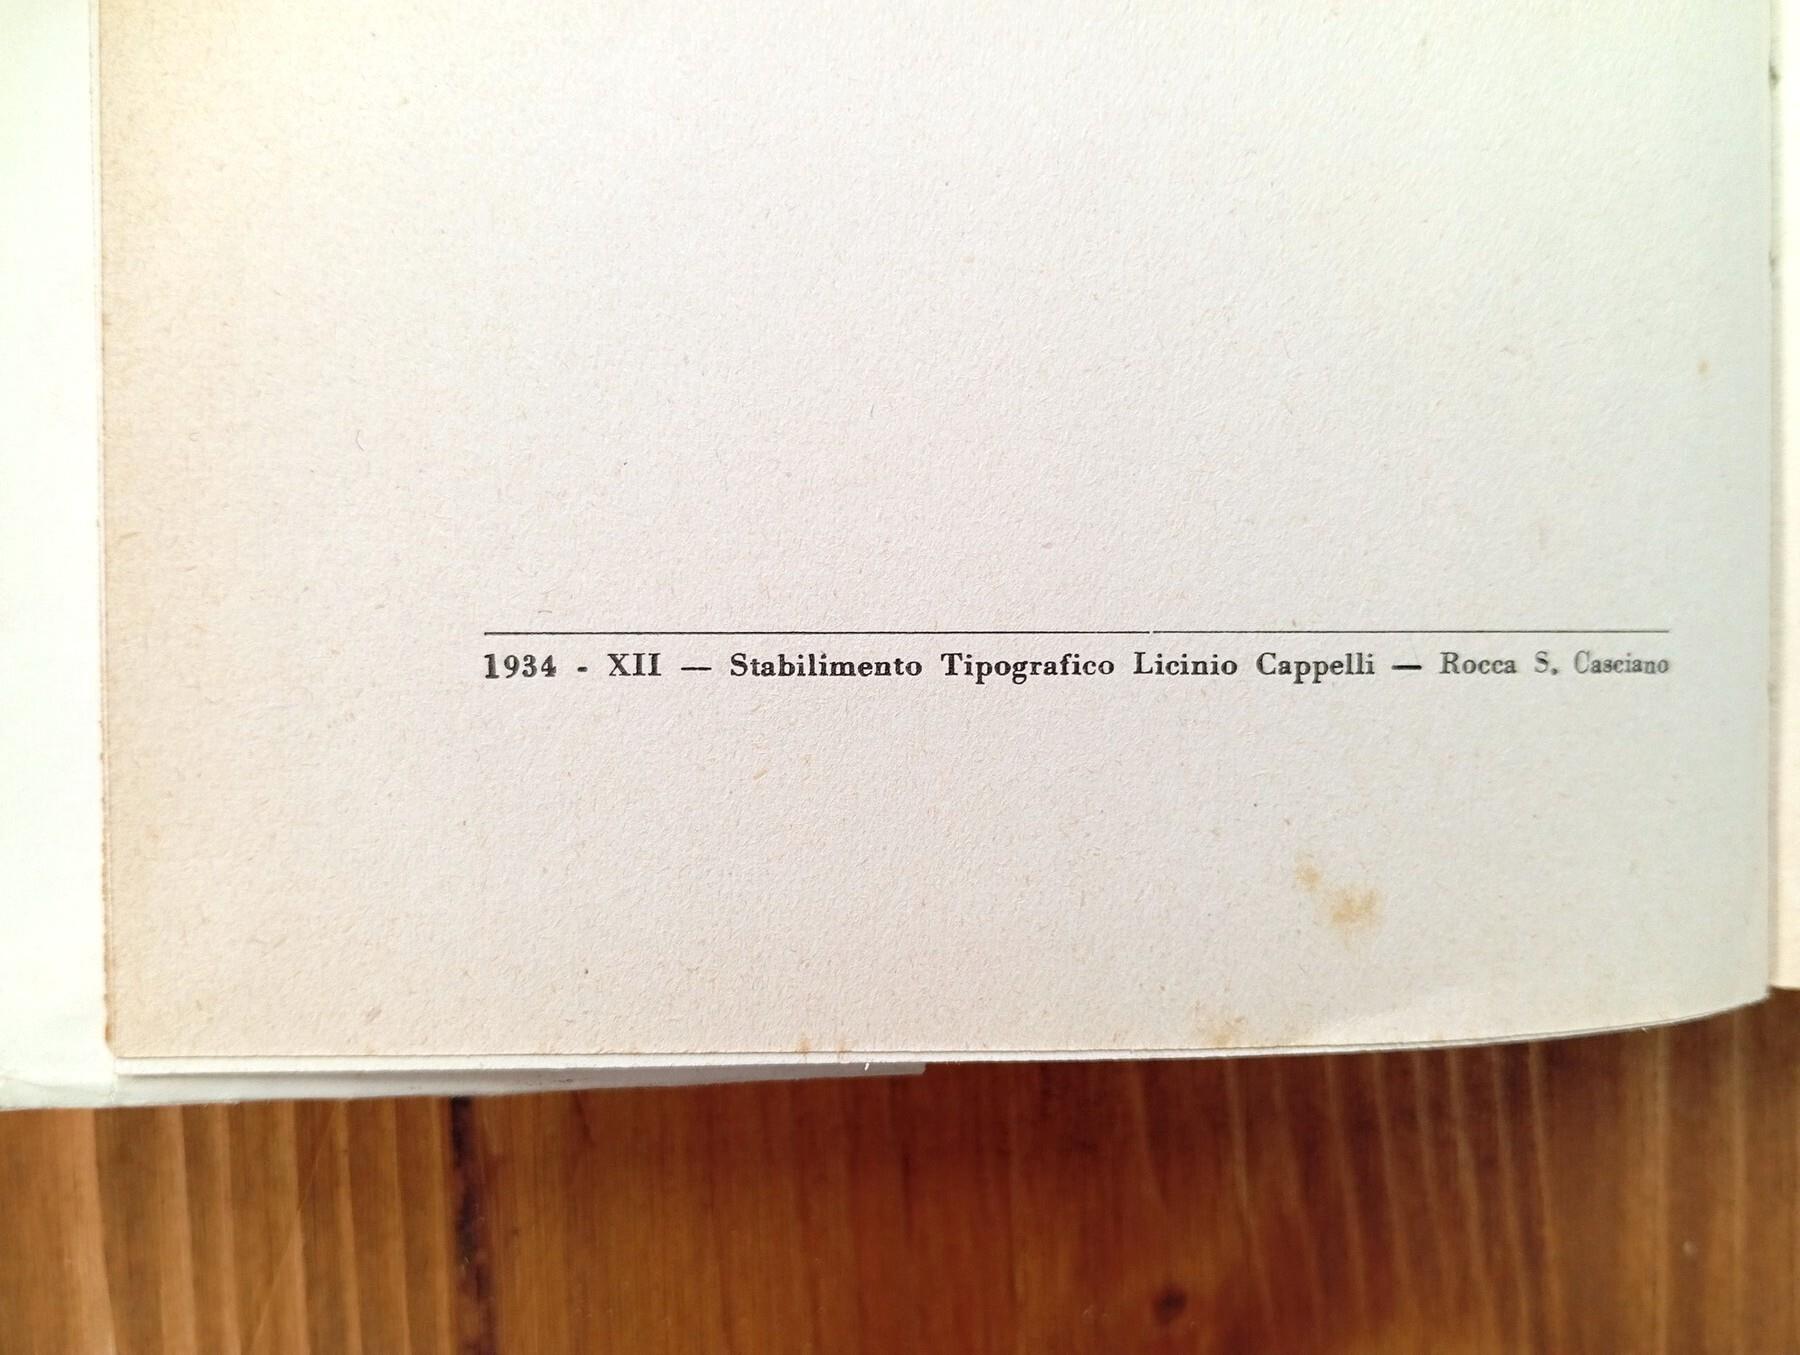 1934 - XII — Stabilimento Tipografico Licinio Cappelli — Rocca S. Casciano